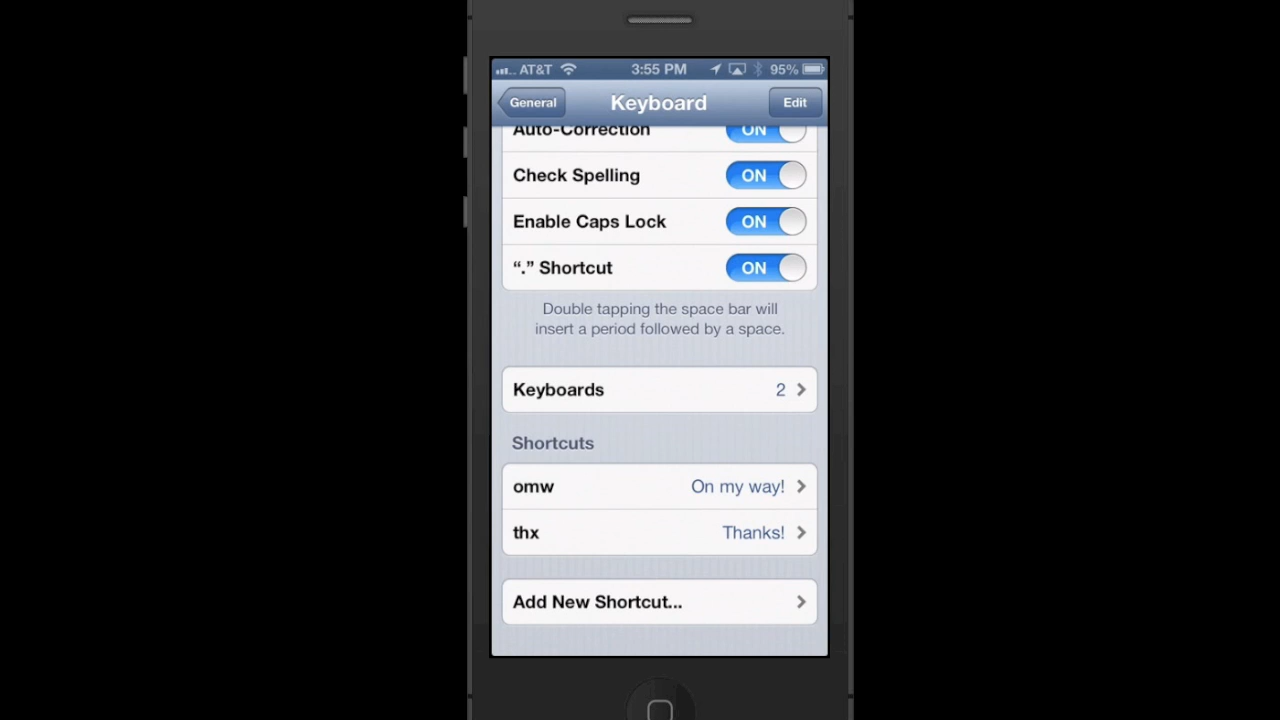 AT&T 3:55 PM 95%
General Keyboard Edit
Auto-Correction ON
Check Spelling ON
Enable Caps Lock ON
“.” Shortcut ON
Double tapping the space bar will
insert a period followed by a space.
Keyboards 2
Shortcuts
omw On my way!
thx Thanks!
Add New Shortcut...